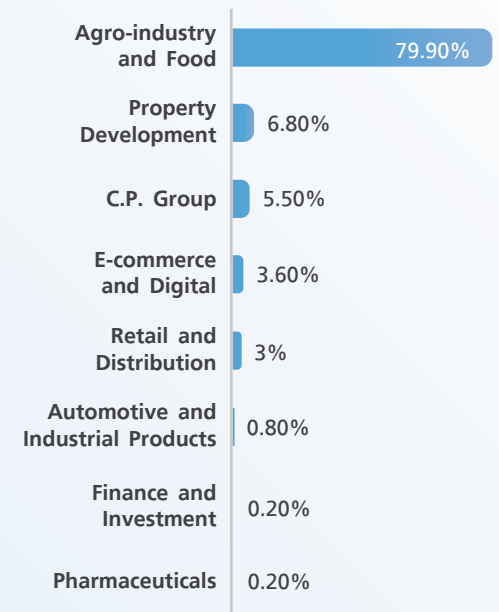 Agro-industry
and Food
79.90%
Property
Development
6.80%
C.P. Group
5.50%
E-commerce
and Digital
3.60%
Retail and
Distribution
3%
Automotive and
Industrial Products
0.80%
Finance and
Investment
0.20%
Pharmaceuticals
0.20%